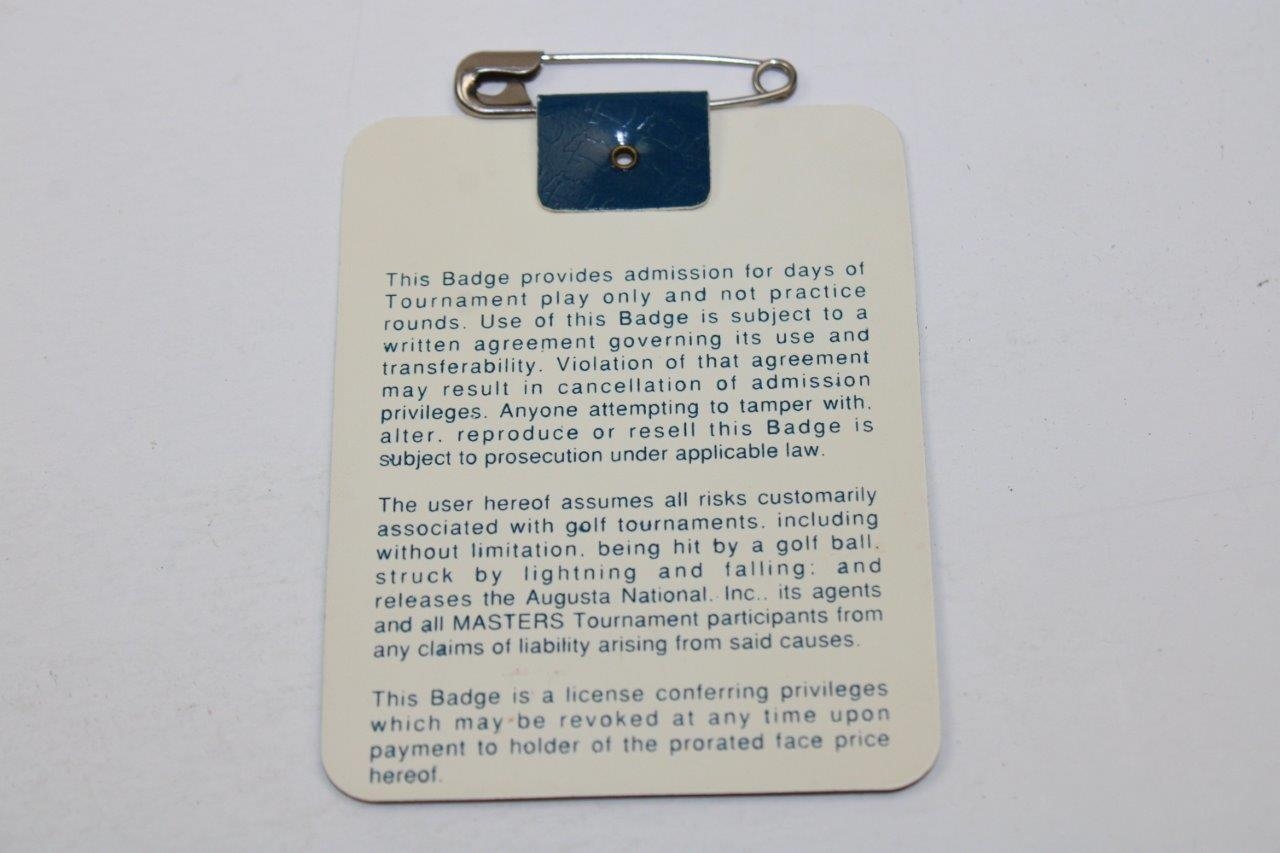 This Badge provides admission for days of
Tournament play only and not practice
rounds. Use of this Badge is subject to a
written agreement governing its use and
transferability. Violation of that agreement
may result in cancellation of admission
privileges. Anyone attempting to tamper with,
alter, reproduce or resell this Badge is
subject to prosecution under applicable law.
The user hereof assumes all risks customarily
associated with golf tournaments, including
without limitation, being hit by a golf ball,
struck by lightning and falling; and
releases the Augusta National, Inc., its agents
and all MASTERS Tournament participants from
any claims of liability arising from said causes.
This Badge is a license conferring privileges
which may be revoked at any time upon
payment to holder of the prorated face price
hereof.